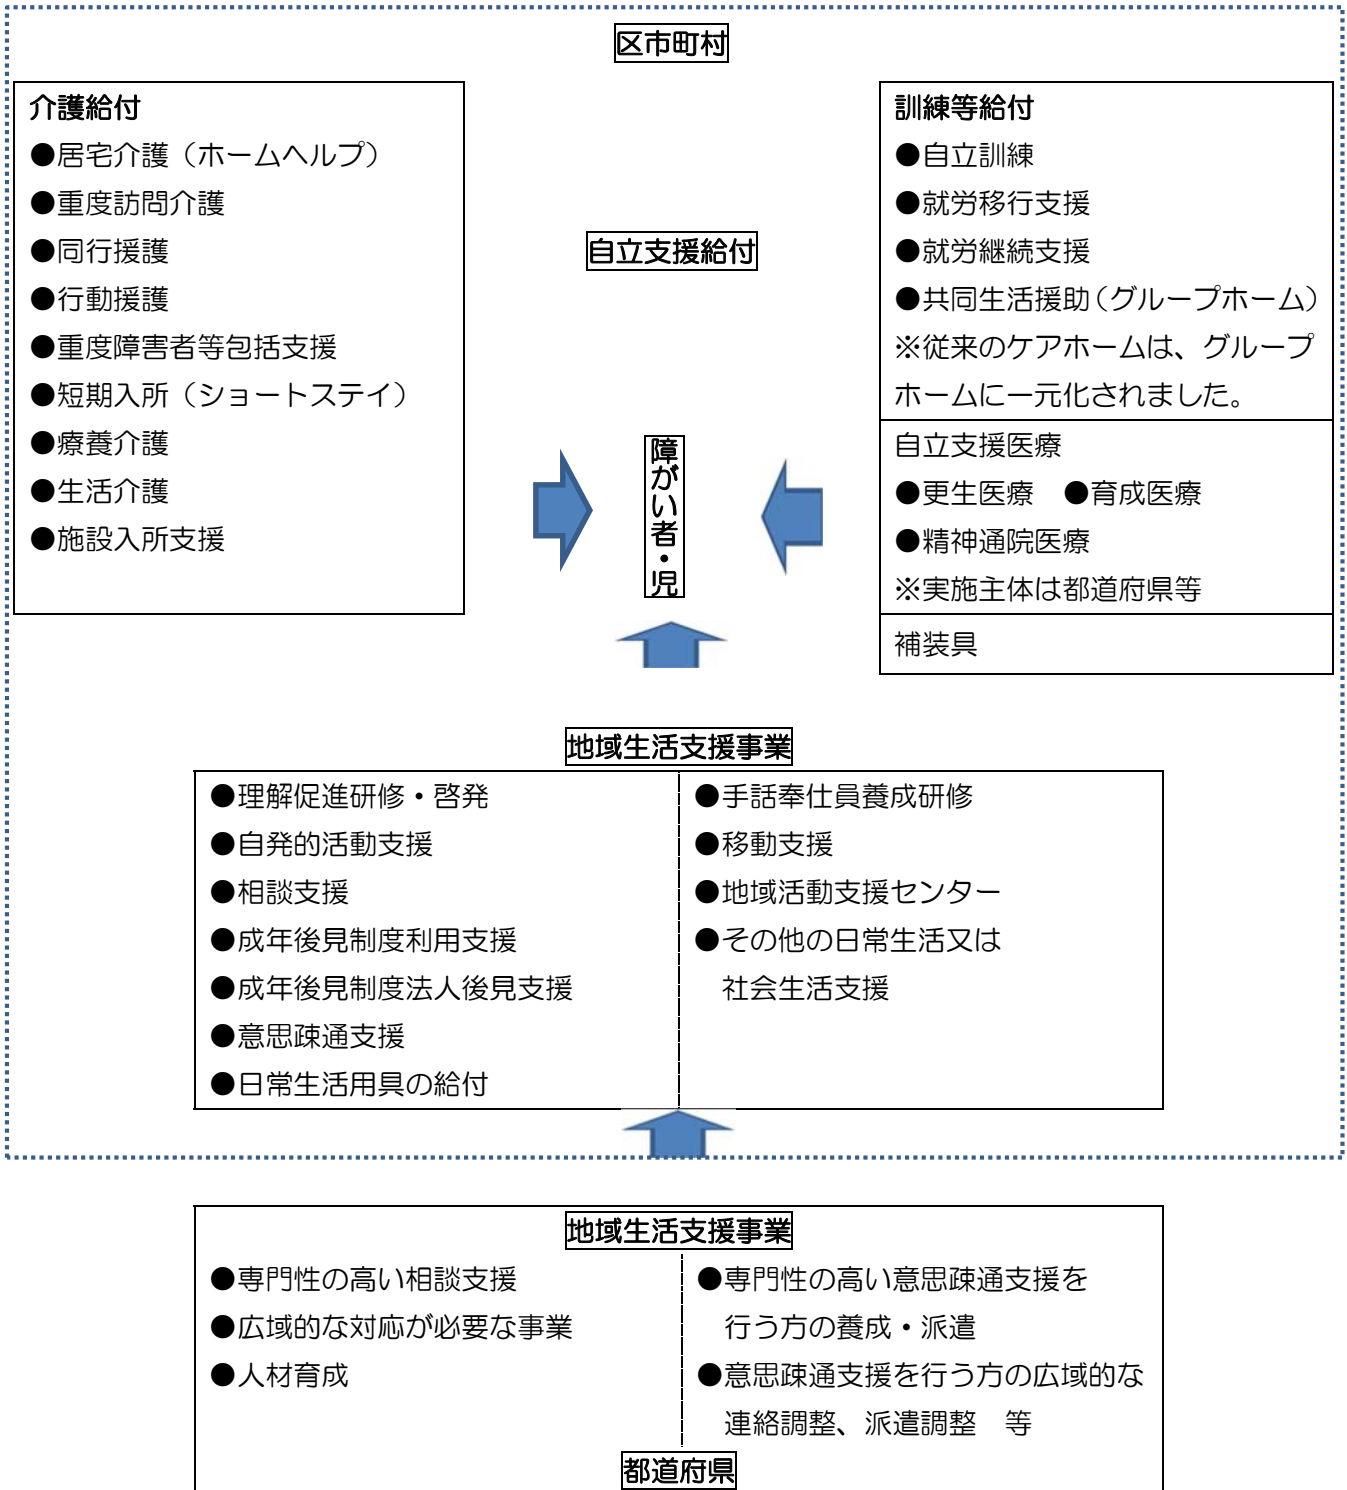 区市町村
介護給付
●居宅介護（ホームヘルプ）
●重度訪問介護
●同行援護
●行動援護
●重度障害者等包括支援
●短期入所（ショートステイ）
●療養介護
●生活介護
●施設入所支援
自立支援給付
障がい者・児
訓練等給付
●自立訓練
●就労移行支援
●就労継続支援
●共同生活援助（グループホーム）
※従来のケアホームは、グループ
ホームに一元化されました。
自立支援医療
●更生医療　●育成医療
●精神通院医療
※実施主体は都道府県等
補装具
地域生活支援事業
●理解促進研修・啓発
●自発的活動支援
●相談支援
●成年後見制度利用支援
●成年後見制度法人後見支援
●意思疎通支援
●日常生活用具の給付
●手話奉仕員養成研修
●移動支援
●地域活動支援センター
●その他の日常生活又は
社会生活支援
地域生活支援事業
●専門性の高い相談支援
●広域的な対応が必要な事業
●人材育成
●専門性の高い意思疎通支援を
行う方の養成・派遣
●意思疎通支援を行う方の広域的な
連絡調整、派遣調整　等
都道府県